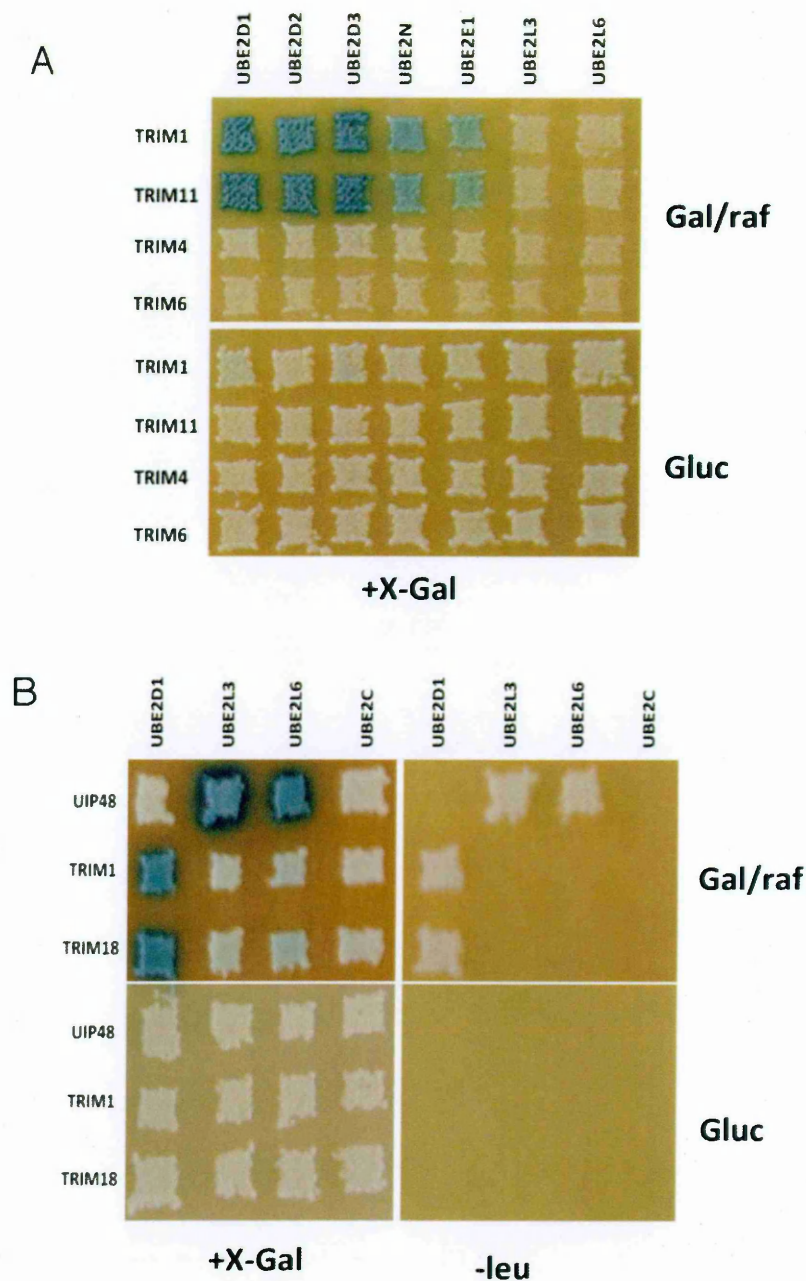 A
UBE2D1 UBE2D2 UBE2D3 UBE2N UBE2E1 UBE2L3 UBE2L6
TRIM1
TRIM11
TRIM4
TRIM6
Gal/raf
TRIM1
TRIM11
TRIM4
TRIM6
Gluc
+X-Gal
B
UBE2D1 UBE2L3 UBE2L6 UBE2C UBE2D1 UBE2L3 UBE2L6 UBE2C
UIP48
TRIM1
TRIM18
Gal/raf
UIP48
TRIM1
TRIM18
Gluc
+X-Gal -leu